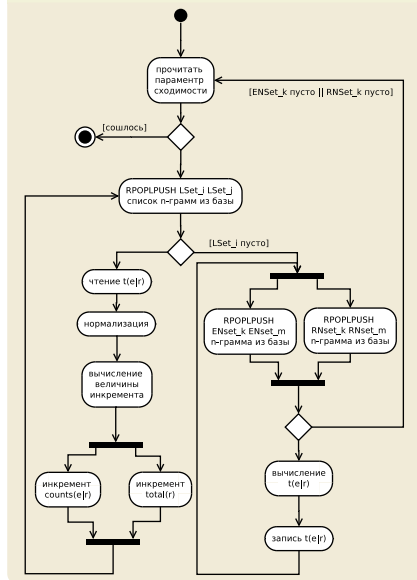 прочитать
параметр
сходимости
[ENSet_k пусто || RNSet_k пусто]
[сошлось]
RPOPLPUSH LSet_i LSet_j
список n-грамм из базы
[LSet_i пусто]
чтение t(e|r)
нормализация
RPOPLPUSH
ENset_k ENset_m
n-грамма из базы
RPOPLPUSH
RNset_k RNset_m
n-грамма из базы
вычисление
величины
инкремента
инкремент
counts(e|r)
инкремент
total(r)
вычисление
t(e|r)
запись t(e|r)